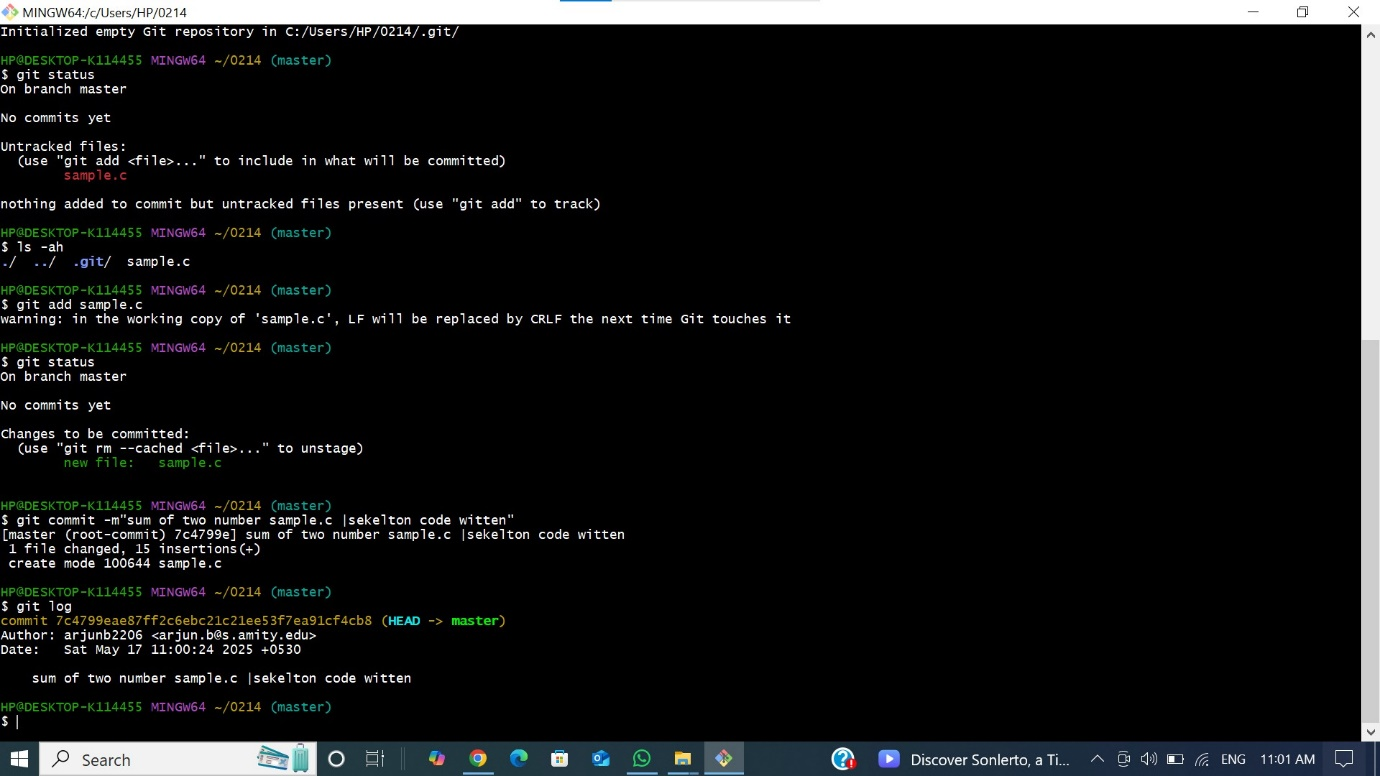 MINGW64:/c/Users/HP/0214
Initialized empty Git repository in C:/Users/HP/0214/.git/
HP@DESKTOP-K114455 MINGW64 ~/0214 (master)
$ git status
On branch master
No commits yet
Untracked files:
  (use "git add <file>..." to include in what will be committed)
        sample.c
nothing added to commit but untracked files present (use "git add" to track)
HP@DESKTOP-K114455 MINGW64 ~/0214 (master)
$ ls -ah
./  ../  .git/  sample.c
HP@DESKTOP-K114455 MINGW64 ~/0214 (master)
$ git add sample.c
warning: in the working copy of 'sample.c', LF will be replaced by CRLF the next time Git touches it
HP@DESKTOP-K114455 MINGW64 ~/0214 (master)
$ git status
On branch master
No commits yet
Changes to be committed:
  (use "git rm --cached <file>..." to unstage)
        new file:   sample.c
HP@DESKTOP-K114455 MINGW64 ~/0214 (master)
$ git commit -m"sum of two number sample.c |sekelton code witten"
[master (root-commit) 7c4799e] sum of two number sample.c |sekelton code witten
 1 file changed, 15 insertions(+)
 create mode 100644 sample.c
HP@DESKTOP-K114455 MINGW64 ~/0214 (master)
$ git log
commit 7c4799eae87ff2c6ebc21c21ee53f7ea91cf4cb8 (HEAD -> master)
Author: arjunb2206 <arjun.b@s.amity.edu>
Date:   Sat May 17 11:00:24 2025 +0530
    sum of two number sample.c |sekelton code witten
HP@DESKTOP-K114455 MINGW64 ~/0214 (master)
$
Search
Discover Sonlerto, a Ti...
ENG
11:01 AM